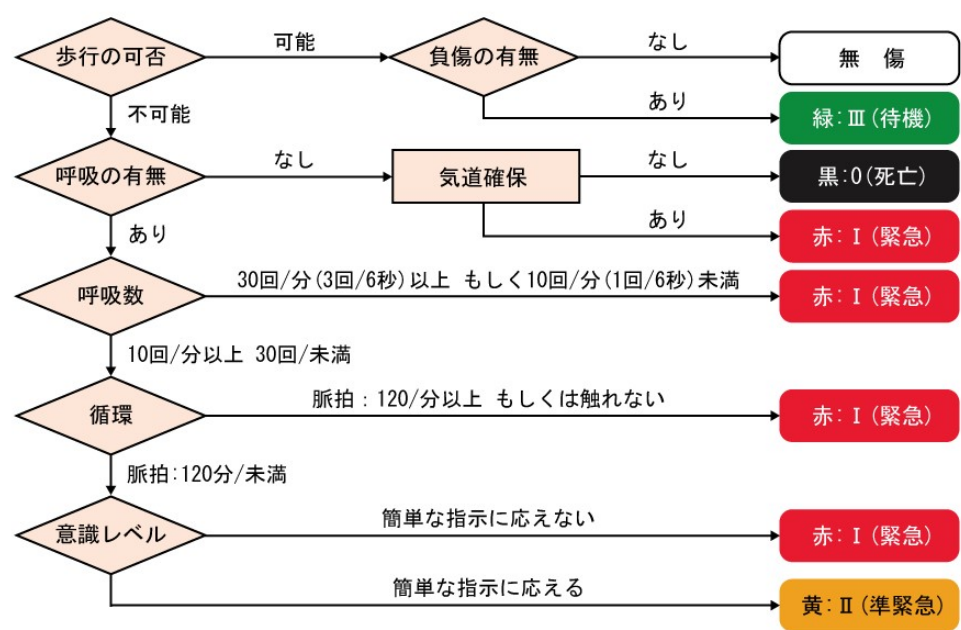 歩行の可否
可能
負傷の有無
なし
無 傷
あり
緑:Ⅲ(待機)
不可能
呼吸の有無
なし
気道確保
なし
黒:0(死亡)
あり
赤:Ⅰ(緊急)
あり
呼吸数
30回/分(3回/6秒)以上 もしく10回/分(1回/6秒)未満
赤:Ⅰ(緊急)
10回/分以上 30回/未満
循環
脈拍:120/分以上 もしくは触れない
赤:Ⅰ(緊急)
脈拍:120分/未満
意識レベル
簡単な指示に応えない
赤:Ⅰ(緊急)
簡単な指示に応える
黄:Ⅱ(準緊急)